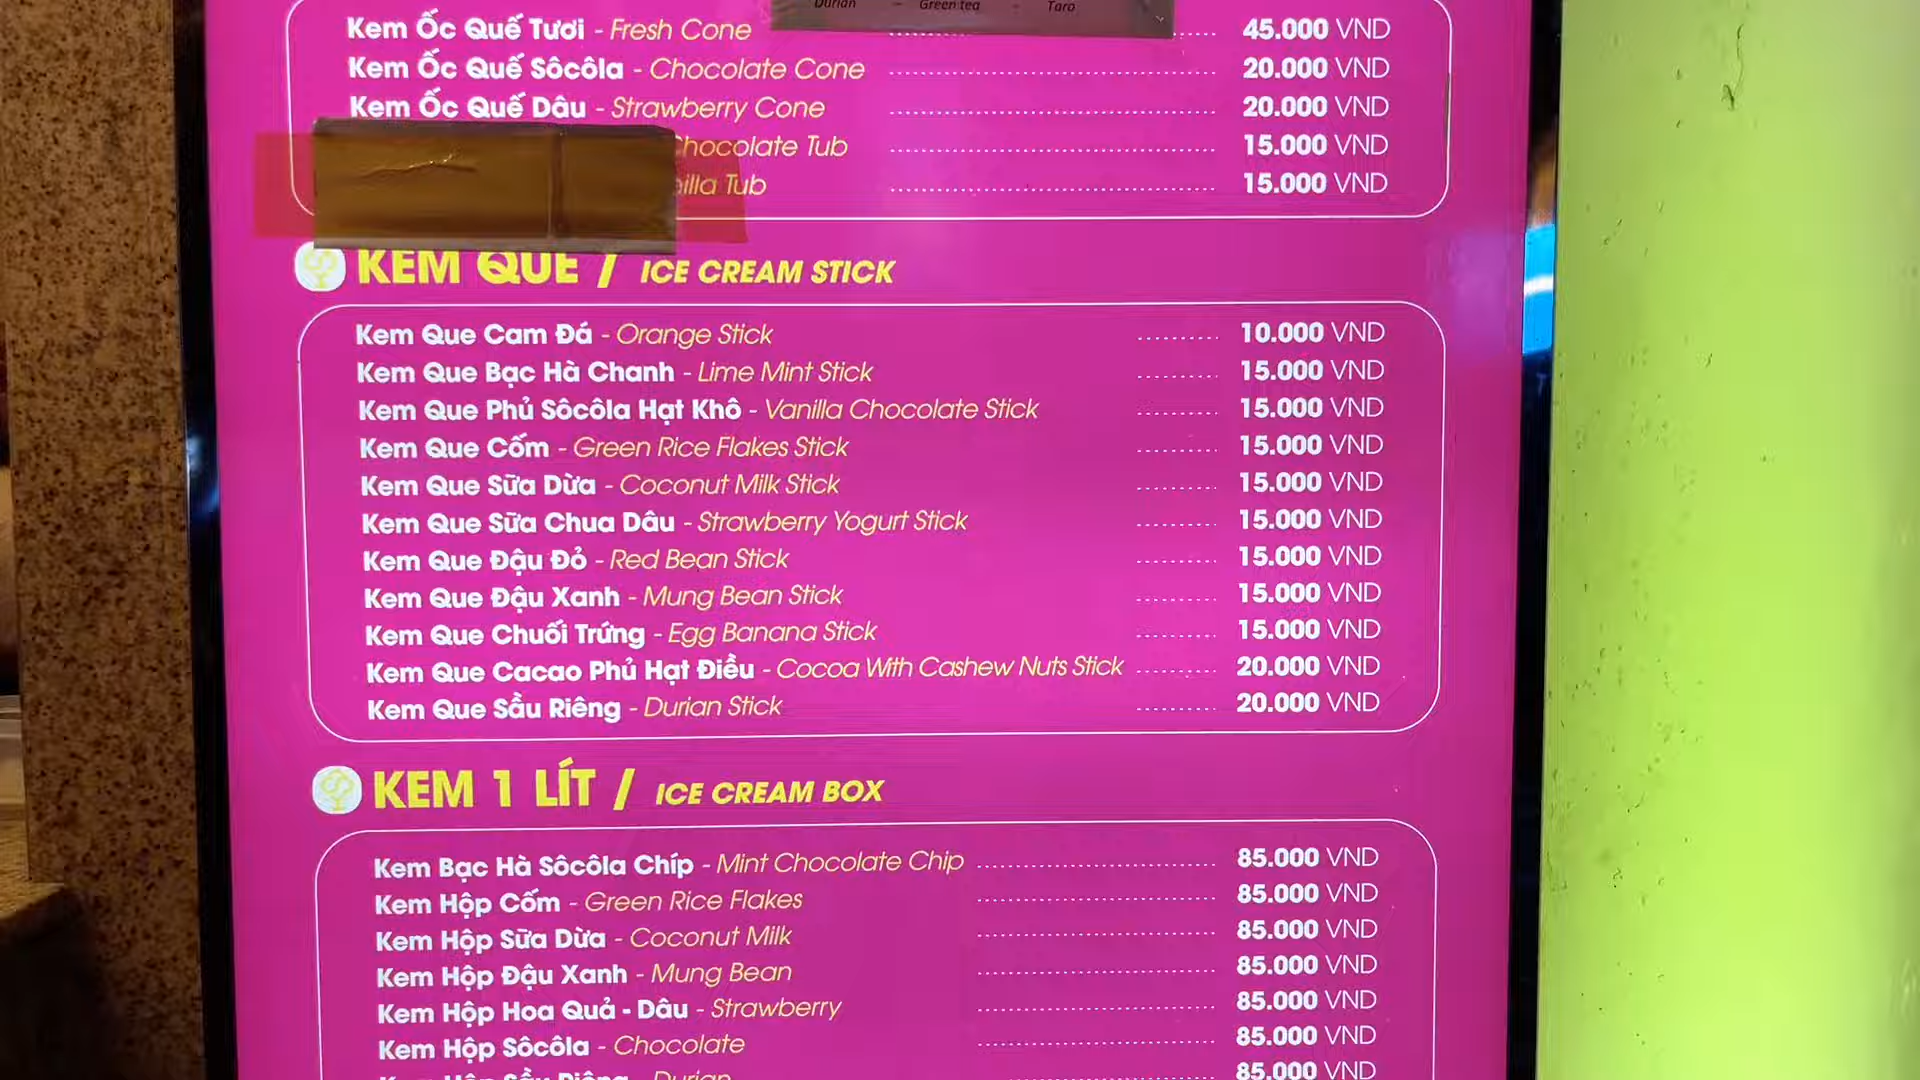 Durian - Green tea - Taro
Kem Ốc Quế Tươi - Fresh Cone ........ 45.000 VND
Kem Ốc Quế Sôcôla - Chocolate Cone ........ 20.000 VND
Kem Ốc Quế Dâu - Strawberry Cone ........ 20.000 VND
Chocolate Tub ........ 15.000 VND
Tub ........ 15.000 VND
KEM QUE / ICE CREAM STICK
Kem Que Cam Đá - Orange Stick ........ 10.000 VND
Kem Que Bạc Hà Chanh - Lime Mint Stick ........ 15.000 VND
Kem Que Phủ Sôcôla Hạt Khô - Vanilla Chocolate Stick ........ 15.000 VND
Kem Que Cốm - Green Rice Flakes Stick ........ 15.000 VND
Kem Que Sữa Dừa - Coconut Milk Stick ........ 15.000 VND
Kem Que Sữa Chua Dâu - Strawberry Yogurt Stick ........ 15.000 VND
Kem Que Đậu Đỏ - Red Bean Stick ........ 15.000 VND
Kem Que Đậu Xanh - Mung Bean Stick ........ 15.000 VND
Kem Que Chuối Trứng - Egg Banana Stick ........ 15.000 VND
Kem Que Cacao Phủ Hạt Điều - Cocoa With Cashew Nuts Stick ........ 20.000 VND
Kem Que Sầu Riêng - Durian Stick ........ 20.000 VND
KEM 1 LÍT / ICE CREAM BOX
Kem Bạc Hà Sôcôla Chíp - Mint Chocolate Chip ........ 85.000 VND
Kem Hộp Cốm - Green Rice Flakes ........ 85.000 VND
Kem Hộp Sữa Dừa - Coconut Milk ........ 85.000 VND
Kem Hộp Đậu Xanh - Mung Bean ........ 85.000 VND
Kem Hộp Hoa Quả - Dâu - Strawberry ........ 85.000 VND
Kem Hộp Sôcôla - Chocolate ........ 85.000 VND
Kem Hộp Sầu Riêng - Durian ........ 85.000 VND